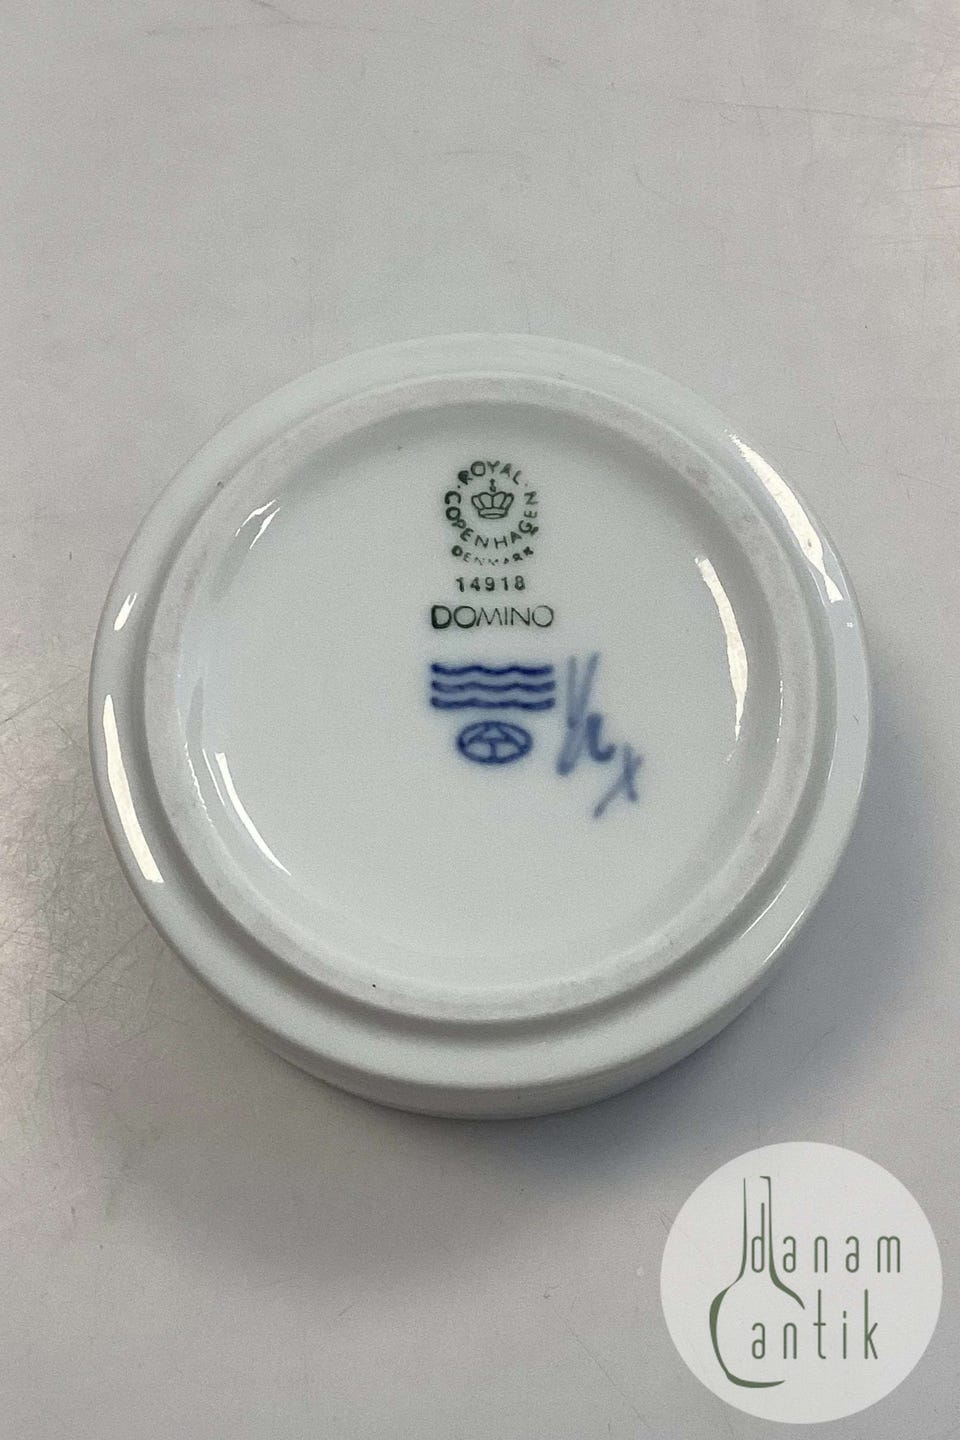 ROYAL
COPENHAGEN
DENMARK
14918
DOMINO
danam
antik